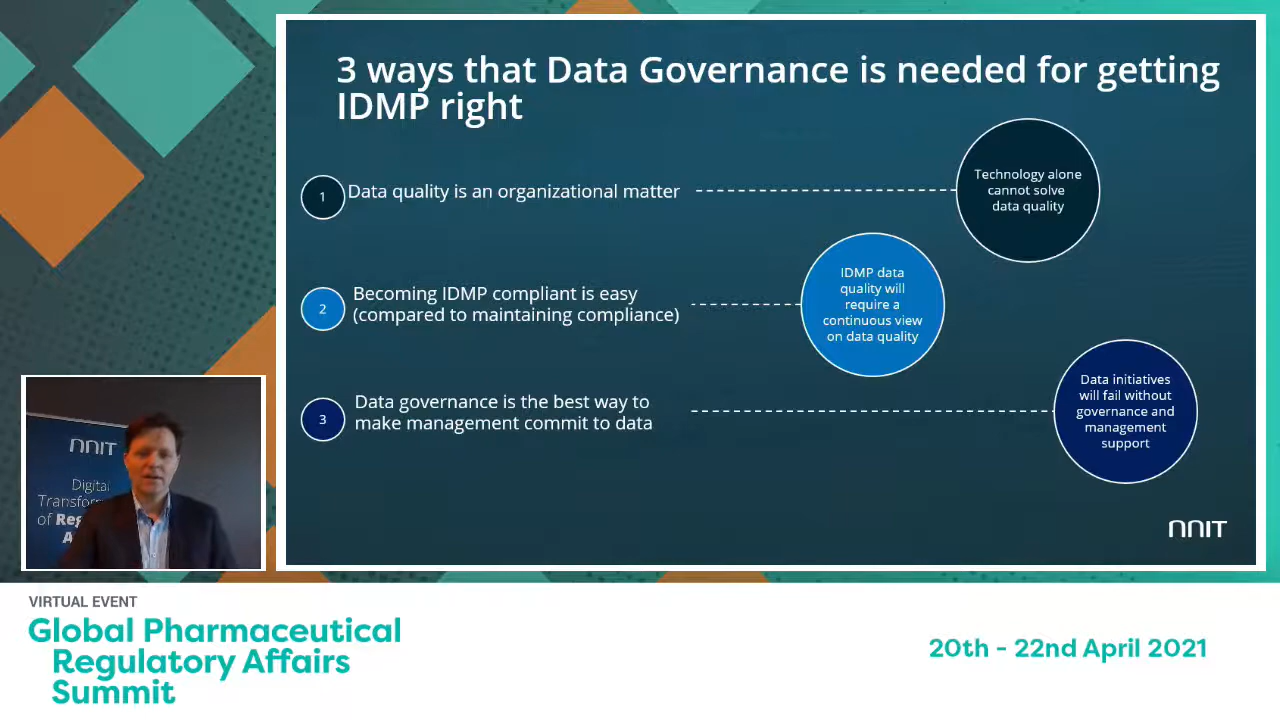 3 ways that Data Governance is needed for getting
IDMP right
1
Data quality is an organizational matter
Technology alone
cannot solve
data quality
2
Becoming IDMP compliant is easy
(compared to maintaining compliance)
IDMP data
quality will
require a
continuous view
on data quality
3
Data governance is the best way to
make management commit to data
Data initiatives
will fail without
governance and
management
support
nnit
nnit
Digital
of
VIRTUAL EVENT
Global Pharmaceutical
Regulatory Affairs
Summit
20th - 22nd April 2021